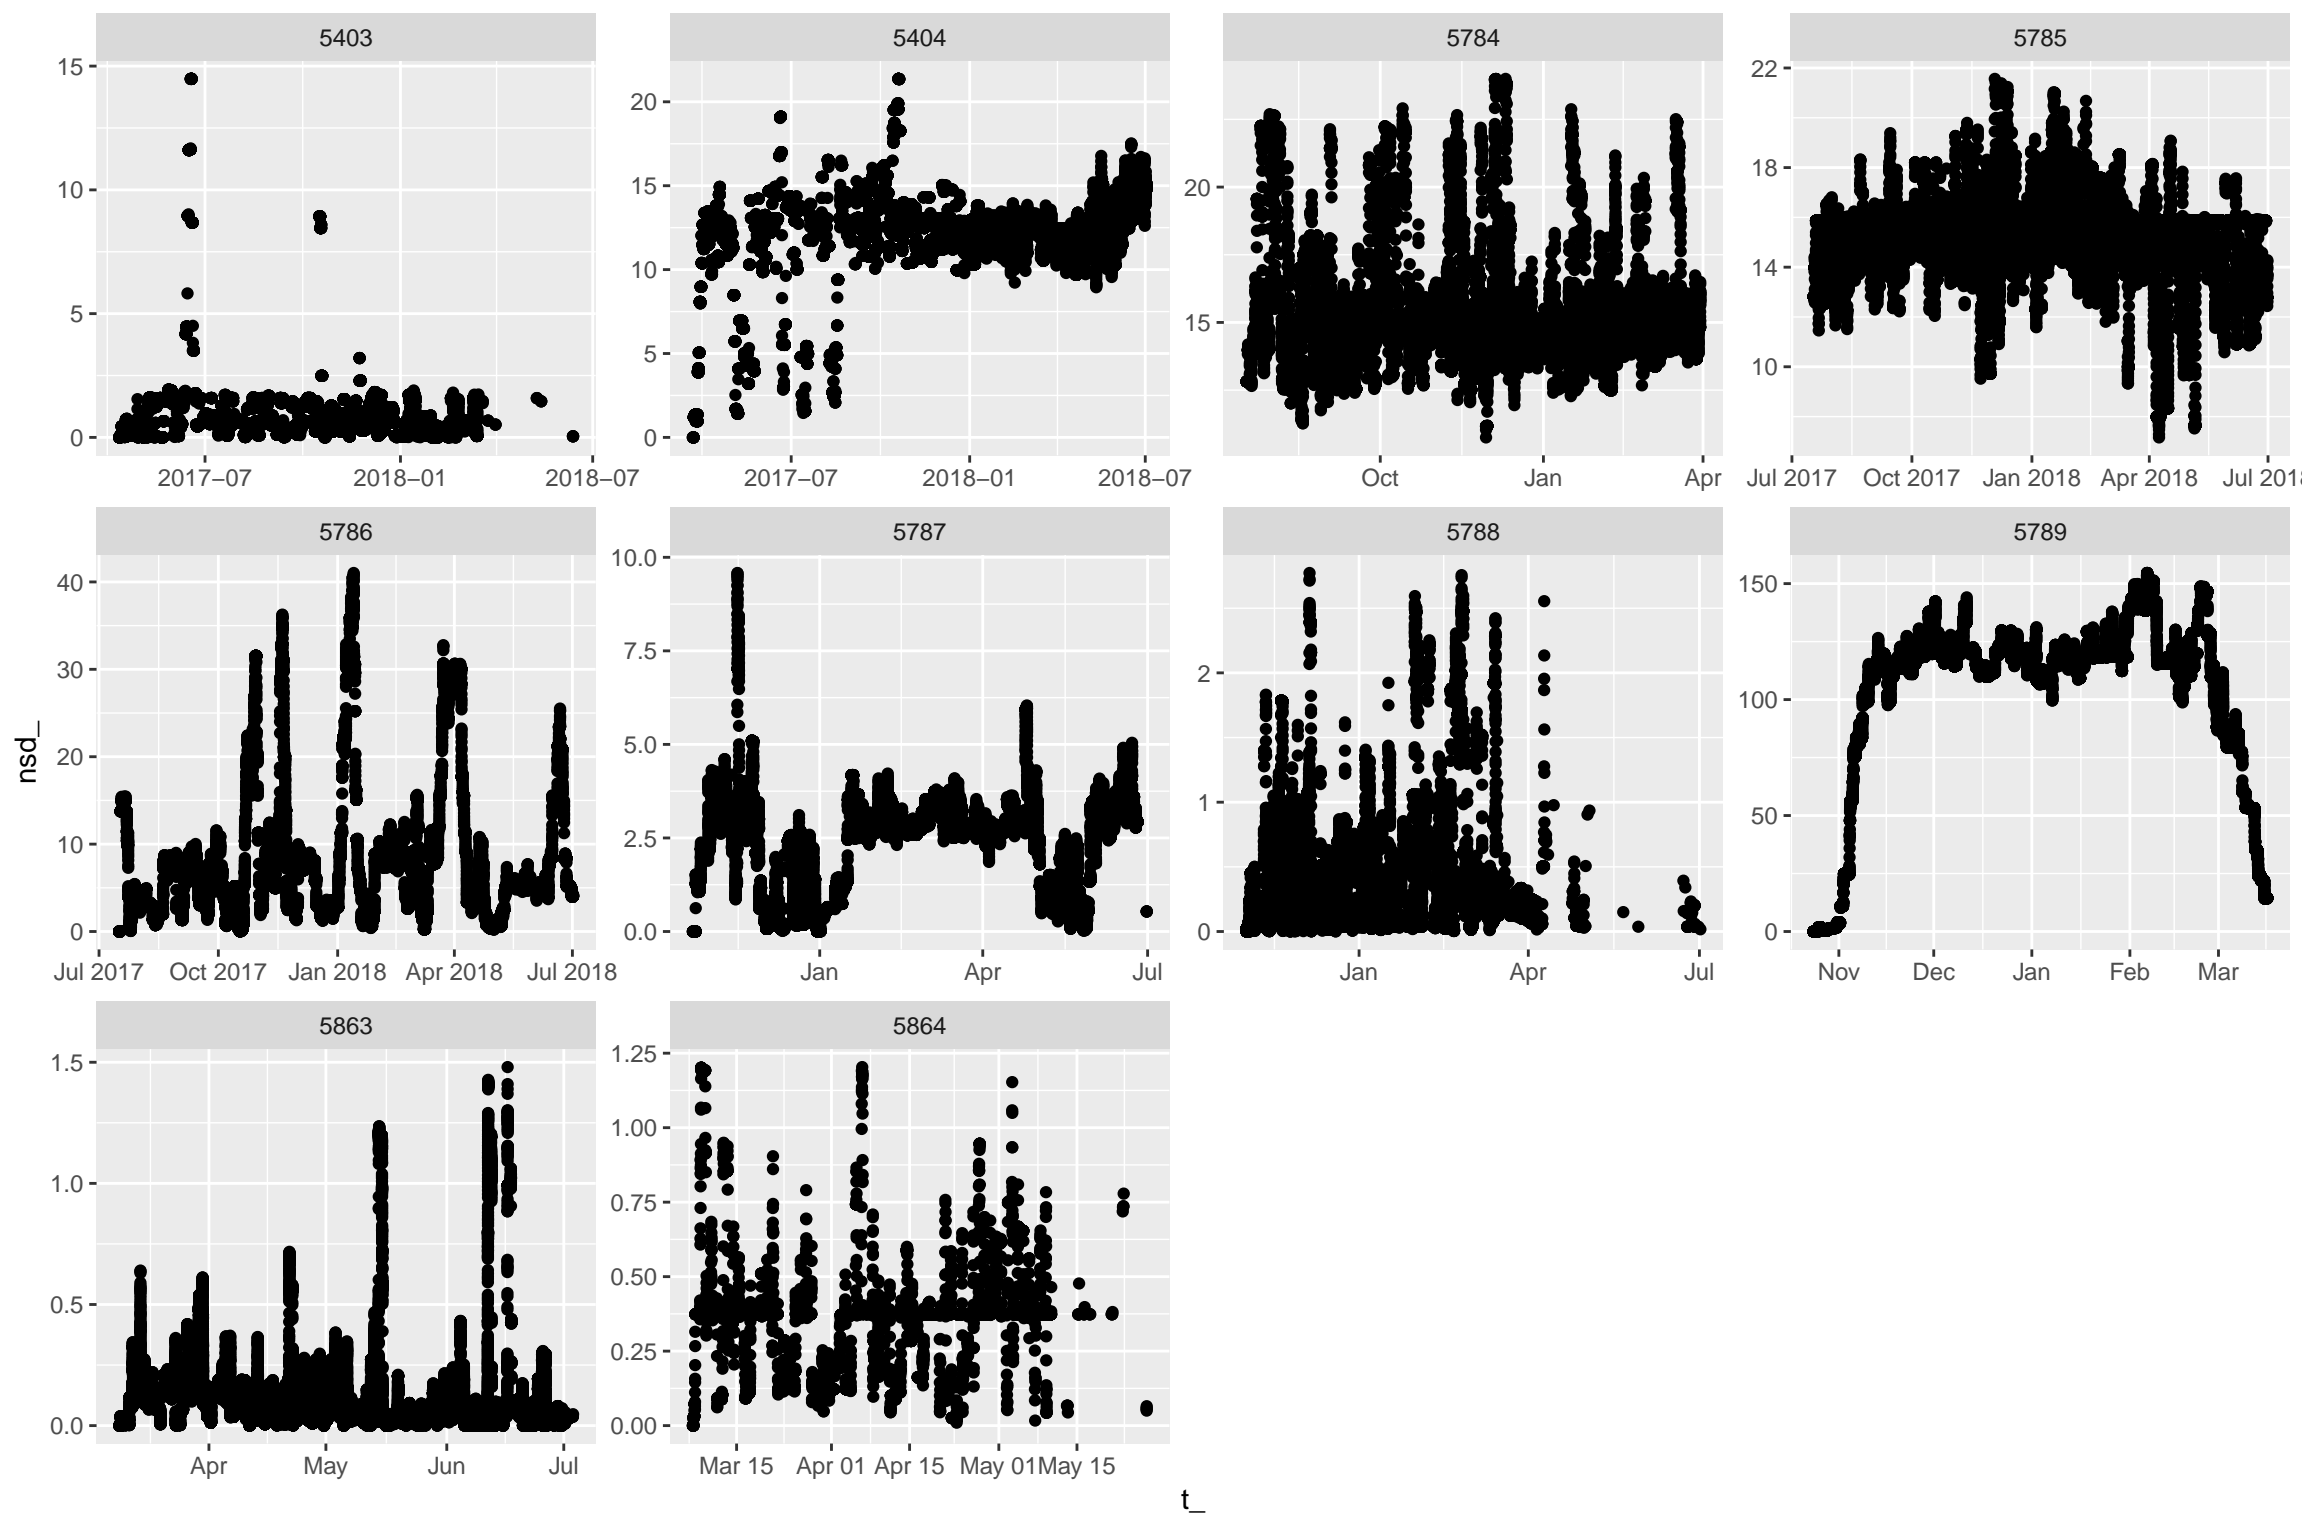 5403 5404 5784 5785
15 10 5 0
20 15 10 5 0
20 15
22 18 14 10
2017−07 2018−01 2018−07
2017−07 2018−01 2018−07
Oct Jan Apr
Jul 2017 Oct 2017 Jan 2018 Apr 2018 Jul 2018
5786 5787 5788 5789
nsd_
40 30 20 10 0
10.0 7.5 5.0 2.5 0.0
2 1 0
150 100 50 0
Jul 2017 Oct 2017 Jan 2018 Apr 2018 Jul 2018
Jan Apr Jul
Jan Apr Jul
Nov Dec Jan Feb Mar
5863 5864
1.5 1.0 0.5 0.0
1.25 1.00 0.75 0.50 0.25 0.00
Apr May Jun Jul
Mar 15 Apr 01 Apr 15 May 01 May 15
t_